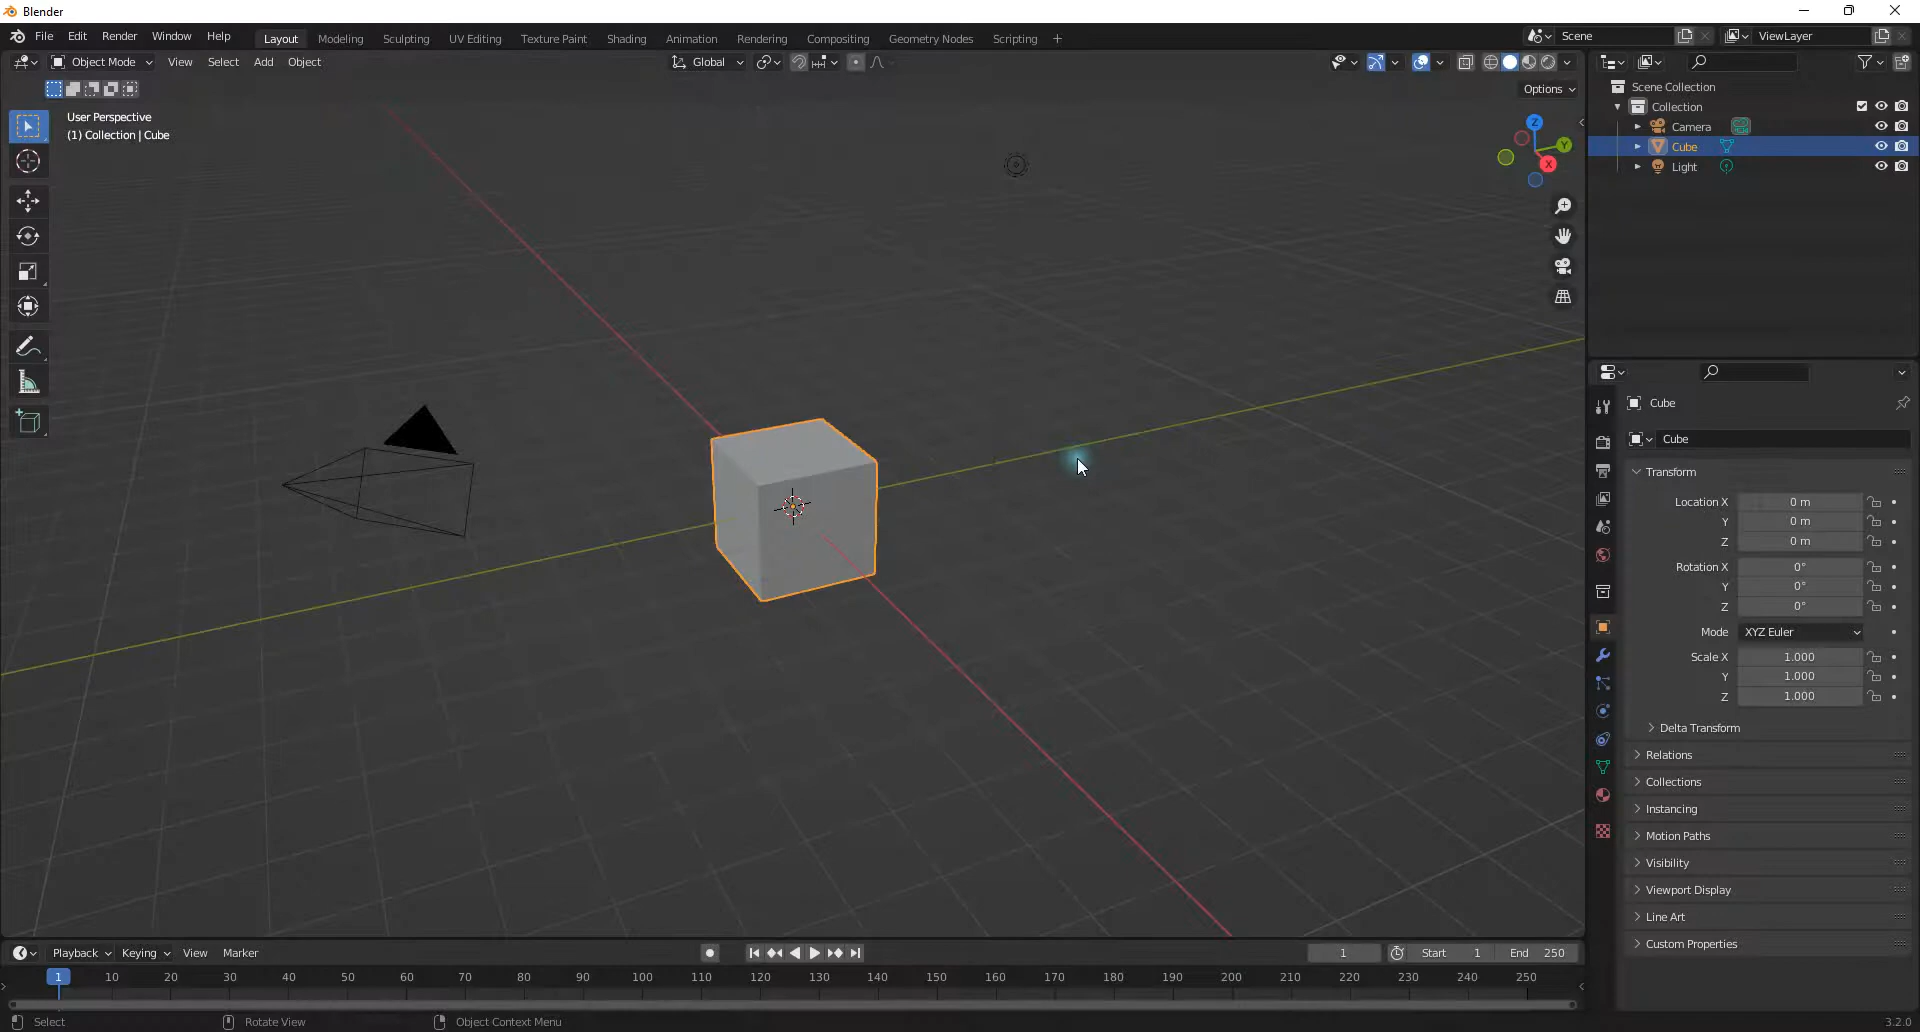 Blender
File Edit Render Window Help Layout Modeling Sculpting UV Editing Texture Paint Shading Animation Rendering Compositing Geometry Nodes Scripting + Scene ViewLayer
Object Mode View Select Add Object Global
Options
User Perspective
(1) Collection | Cube
Z
Y
X
Scene Collection
Collection
Camera
Cube
Light
Cube
Cube
Transform
Location X 0 m
Y 0 m
Z 0 m
Rotation X 0°
Y 0°
Z 0°
Mode XYZ Euler
Scale X 1.000
Y 1.000
Z 1.000
Delta Transform
Relations
Collections
Instancing
Motion Paths
Visibility
Viewport Display
Line Art
Custom Properties
Playback Keying View Marker 1 Start 1 End 250
1 10 20 30 40 50 60 70 80 90 100 110 120 130 140 150 160 170 180 190 200 210 220 230 240 250
Select Rotate View Object Context Menu 3.2.0